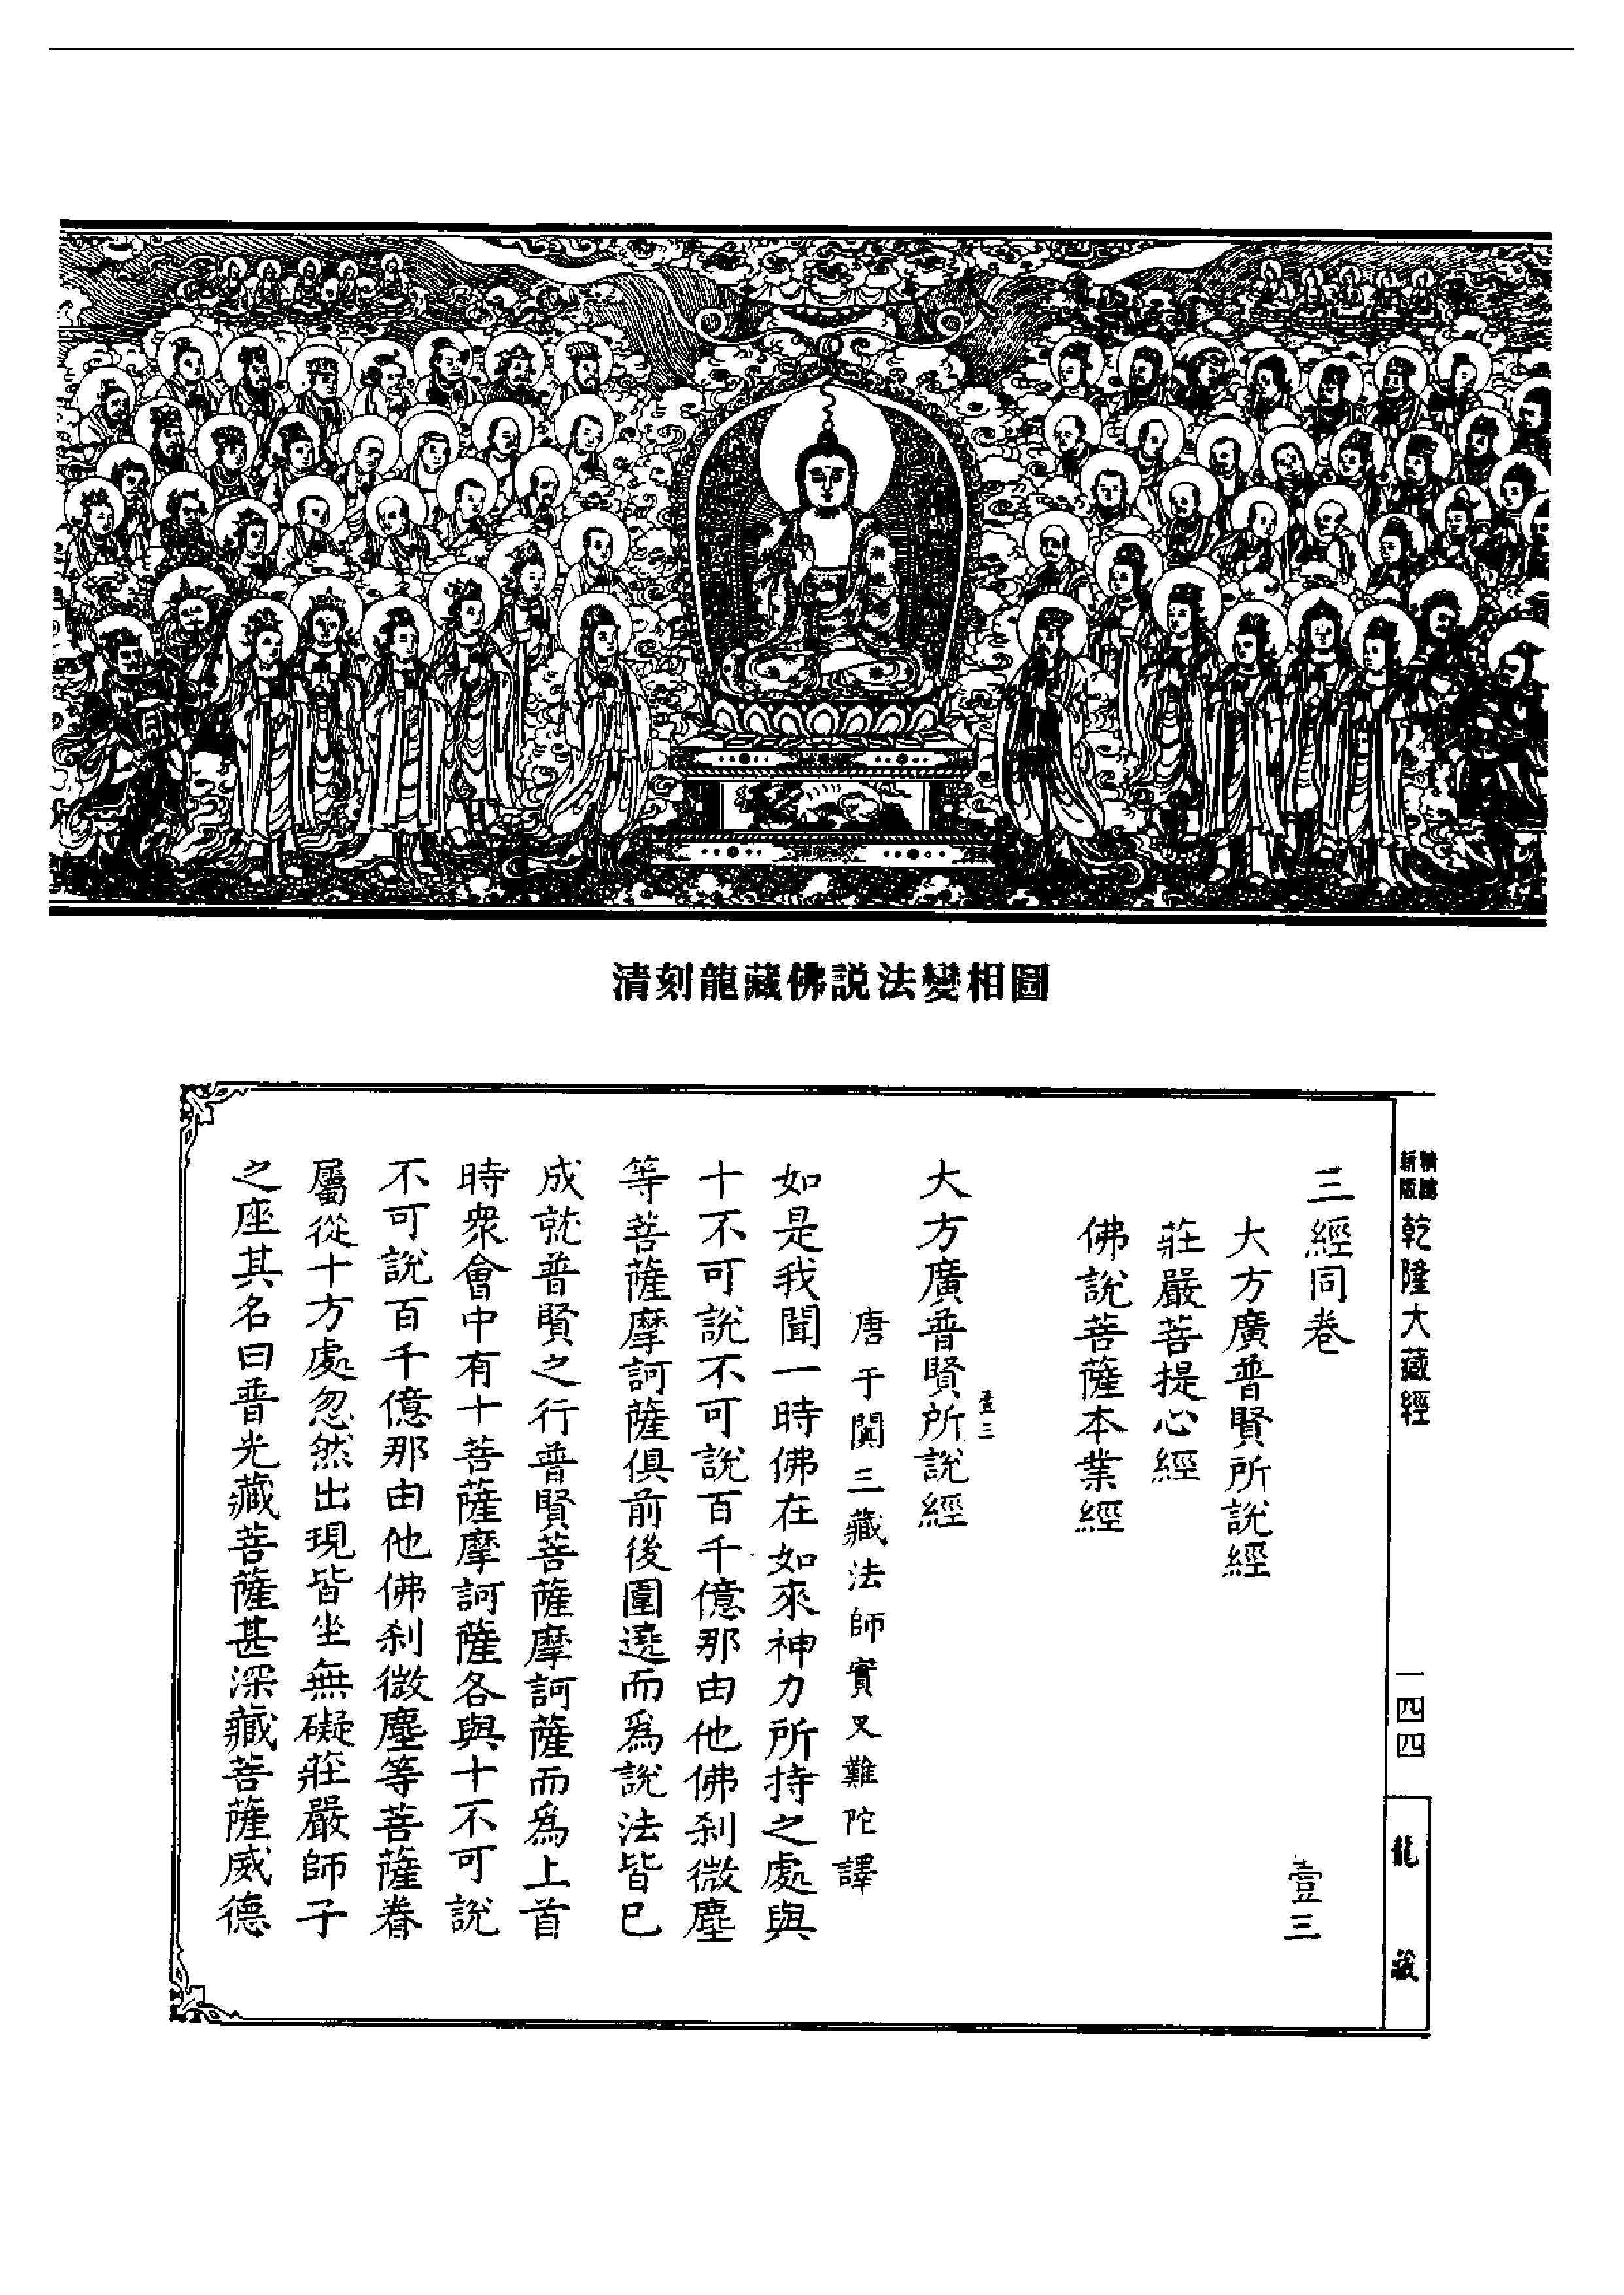 清刻龍藏佛説法變相圖
新版
乾隆大藏經
一四四
龍藏
三經同卷
壹三
大方廣普賢所說經
莊嚴菩提心經
佛說菩薩本業經
大方廣普賢所說經
壹三
唐于闐三藏法師實叉難陀譯
如是我聞一時佛在如來神力所持之處與
十不可說不可說百千億那由他佛刹微塵
等菩薩摩訶薩俱前後圍遶而爲說法皆已
成就普賢之行普賢菩薩摩訶薩而爲上首
時衆會中有十菩薩摩訶薩各與十不可說
不可說百千億那由他佛刹微塵等菩薩眷
屬從十方處忽然出現皆坐無礙莊嚴師子
之座其名曰普光藏菩薩甚深藏菩薩威德